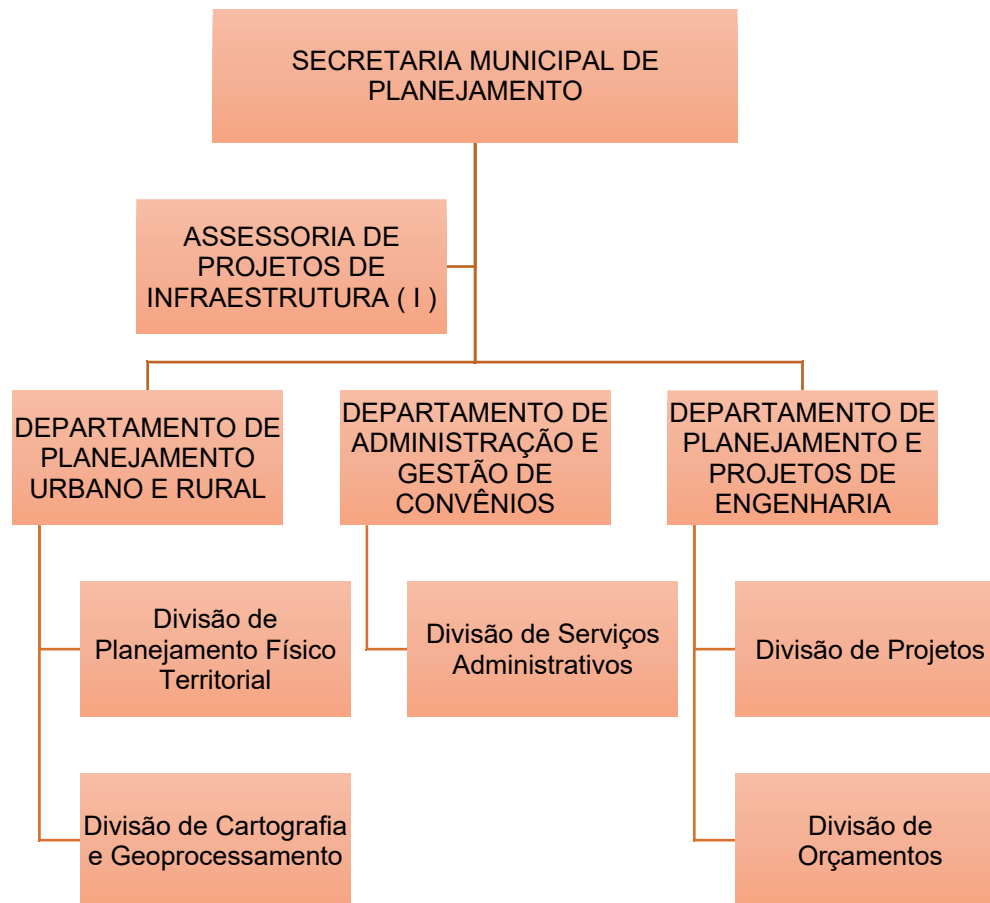 SECRETARIA MUNICIPAL DE
PLANEJAMENTO
ASSESSORIA DE
PROJETOS DE
INFRAESTRUTURA ( I )
DEPARTAMENTO DE
PLANEJAMENTO
URBANO E RURAL
DEPARTAMENTO DE
ADMINISTRAÇÃO E
GESTÃO DE
CONVÊNIOS
DEPARTAMENTO DE
PLANEJAMENTO E
PROJETOS DE
ENGENHARIA
Divisão de
Planejamento Físico
Territorial
Divisão de Serviços
Administrativos
Divisão de Projetos
Divisão de Cartografia
e Geoprocessamento
Divisão de
Orçamentos